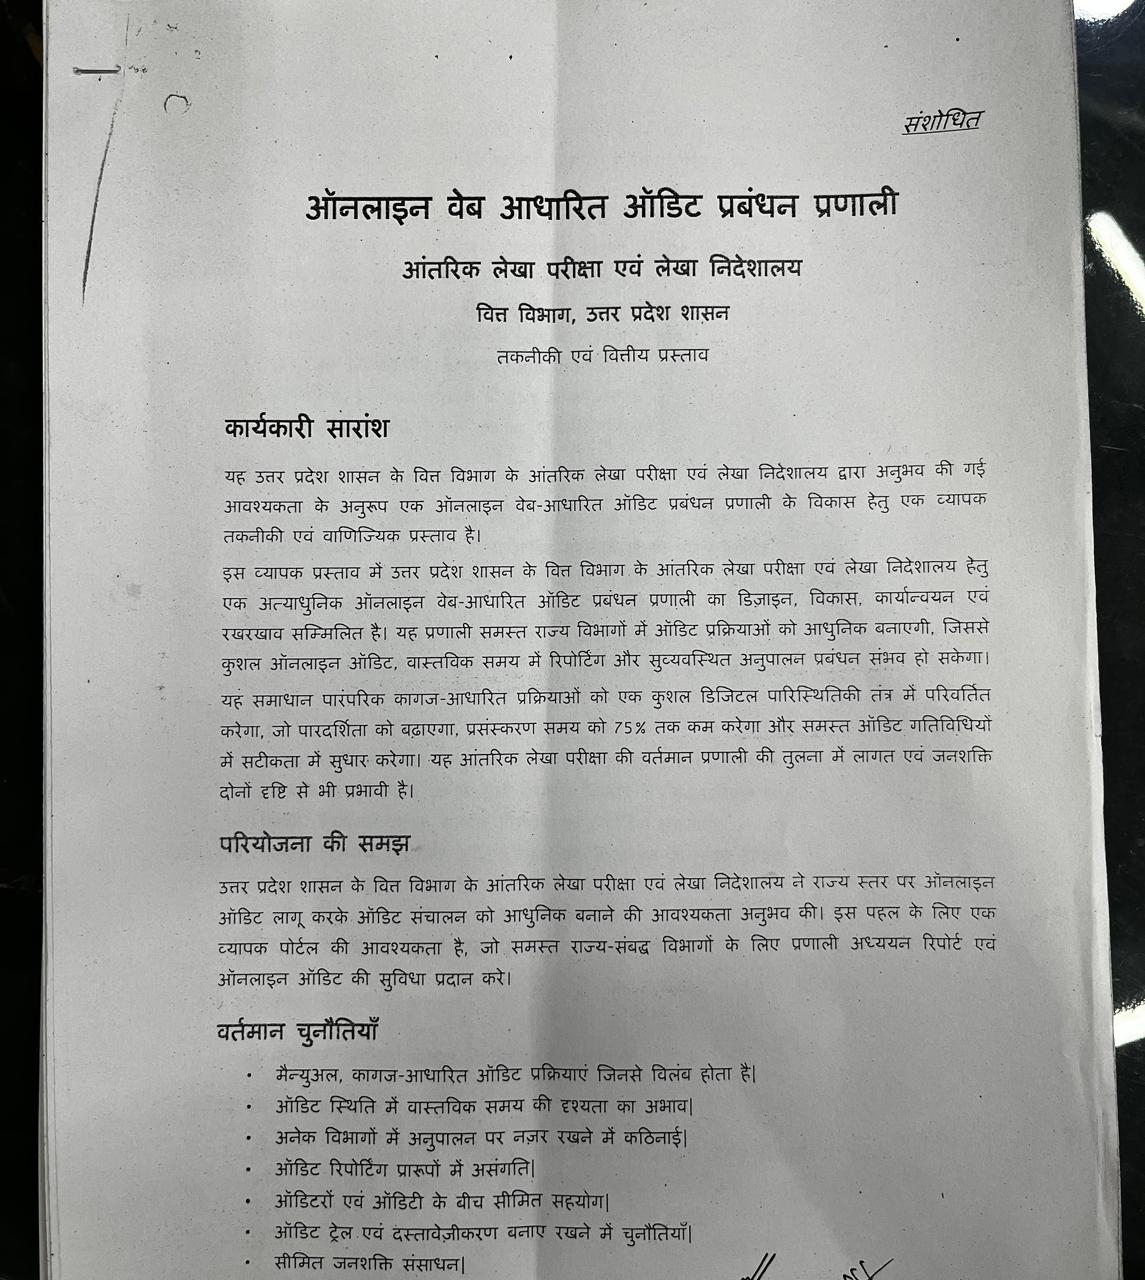 संशोधित
ऑनलाइन वेब आधारित ऑडिट प्रबंधन प्रणाली
आंतरिक लेखा परीक्षा एवं लेखा निदेशालय
वित्त विभाग, उत्तर प्रदेश शासन
तकनीकी एवं वित्तीय प्रस्ताव
कार्यकारी सारांश
यह उत्तर प्रदेश शासन के वित्त विभाग के आंतरिक लेखा परीक्षा एवं लेखा निदेशालय द्वारा अनुभव की गई
आवश्यकता के अनुरूप एक ऑनलाइन वेब-आधारित ऑडिट प्रबंधन प्रणाली के विकास हेतु एक व्यापक
तकनीकी एवं वाणिज्यिक प्रस्ताव है।
इस व्यापक प्रस्ताव में उत्तर प्रदेश शासन के वित्त विभाग के आंतरिक लेखा परीक्षा एवं लेखा निदेशालय हेतु
एक अत्याधुनिक ऑनलाइन वेब-आधारित ऑडिट प्रबंधन प्रणाली का डिज़ाइन, विकास, कार्यान्वयन एवं
रखरखाव सम्मिलित है। यह प्रणाली समस्त राज्य विभागों में ऑडिट प्रक्रियाओं को आधुनिक बनाएगी, जिससे
कुशल ऑनलाइन ऑडिट, वास्तविक समय में रिपोर्टिंग और सुव्यवस्थित अनुपालन प्रबंधन संभव हो सकेगा।
यह समाधान पारंपरिक कागज-आधारित प्रक्रियाओं को एक कुशल डिजिटल पारिस्थितिकी तंत्र में परिवर्तित
करेगा, जो पारदर्शिता को बढाएगा, प्रसंस्करण समय को 75% तक कम करेगा और समस्त ऑडिट गतिविधियों
में सटीकता में सुधार करेगा। यह आंतरिक लेखा परीक्षा की वर्तमान प्रणाली की तुलना में लागत एवं जनशक्ति
दोनों दृष्टि से भी प्रभावी है।
परियोजना की समझ
उत्तर प्रदेश शासन के वित्त विभाग के आंतरिक लेखा परीक्षा एवं लेखा निदेशालय ने राज्य स्तर पर ऑनलाइन
ऑडिट लागू करके ऑडिट संचालन को आधुनिक बनाने की आवश्यकता अनुभव की। इस पहल के लिए एक
व्यापक पोर्टल की आवश्यकता है, जो समस्त राज्य-संबद्ध विभागों के लिए प्रणाली अध्ययन रिपोर्ट एवं
ऑनलाइन ऑडिट की सुविधा प्रदान करे।
वर्तमान चुनौतियाँ
• मैन्युअल, कागज-आधारित ऑडिट प्रक्रियाएं जिनसे विलंब होता है|
• ऑडिट स्थिति में वास्तविक समय की दृश्यता का अभाव|
• अनेक विभागों में अनुपालन पर नज़र रखने में कठिनाई|
• ऑडिट रिपोर्टिंग प्रारूपों में असंगति|
• ऑडिटरों एवं ऑडिटी के बीच सीमित सहयोग|
• ऑडिट ट्रेल एवं दस्तावेज़ीकरण बनाए रखने में चुनौतियाँ|
• सीमित जनशक्ति संसाधन|